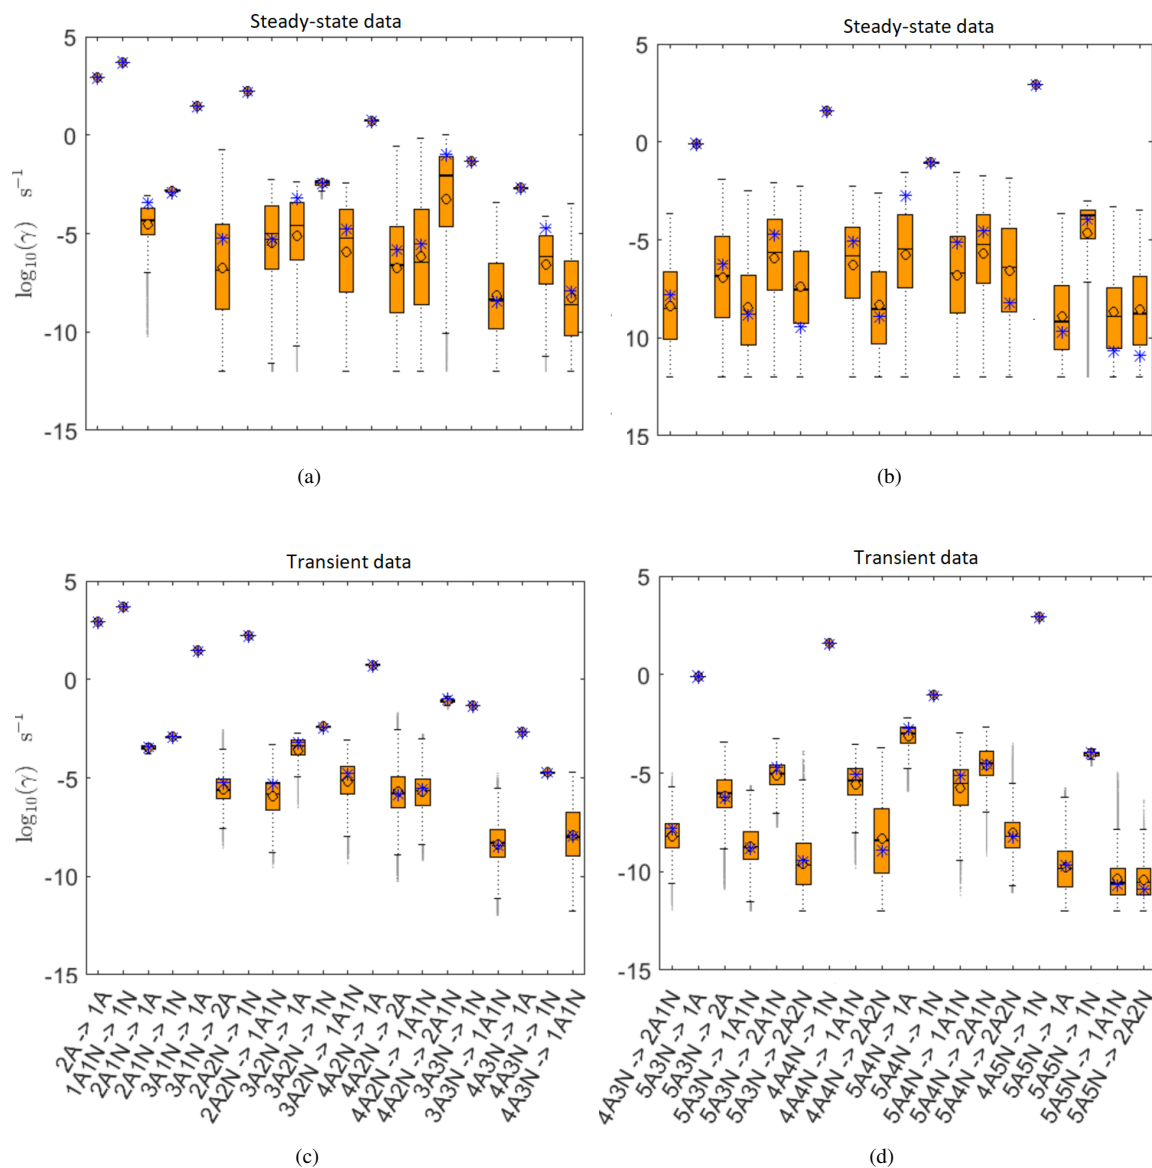 Steady-state data
5
0
-5
-10
-15
log₁₀(γ) s⁻¹
(a)
Steady-state data
5
0
-5
10
15
(b)
Transient data
5
0
-5
-10
-15
log₁₀(γ) s⁻¹
2A -> 1A
1A1N -> 1N
2A1N -> 1A
2A1N -> 1N
3A1N -> 1A
3A1N -> 2A
2A2N -> 1N
2A2N -> 1A1N
3A2N -> 1A
3A2N -> 1N
3A2N -> 1A1N
4A2N -> 1A
4A2N -> 2A
4A2N -> 1A1N
4A2N -> 2A1N
3A3N -> 1N
3A3N -> 1A1N
4A3N -> 1A
4A3N -> 1N
4A3N -> 1A1N
(c)
Transient data
5
0
-5
-10
-15
4A3N -> 2A1N
5A3N -> 1A
5A3N -> 2A
5A3N -> 1A1N
5A3N -> 2A1N
5A3N -> 2A2N
4A4N -> 1N
4A4N -> 1A1N
4A4N -> 2A2N
5A4N -> 1A
5A4N -> 1N
5A4N -> 1A1N
5A4N -> 2A1N
5A4N -> 2A2N
4A5N -> 1N
5A5N -> 1A
5A5N -> 1N
5A5N -> 1A1N
5A5N -> 2A2N
(d)